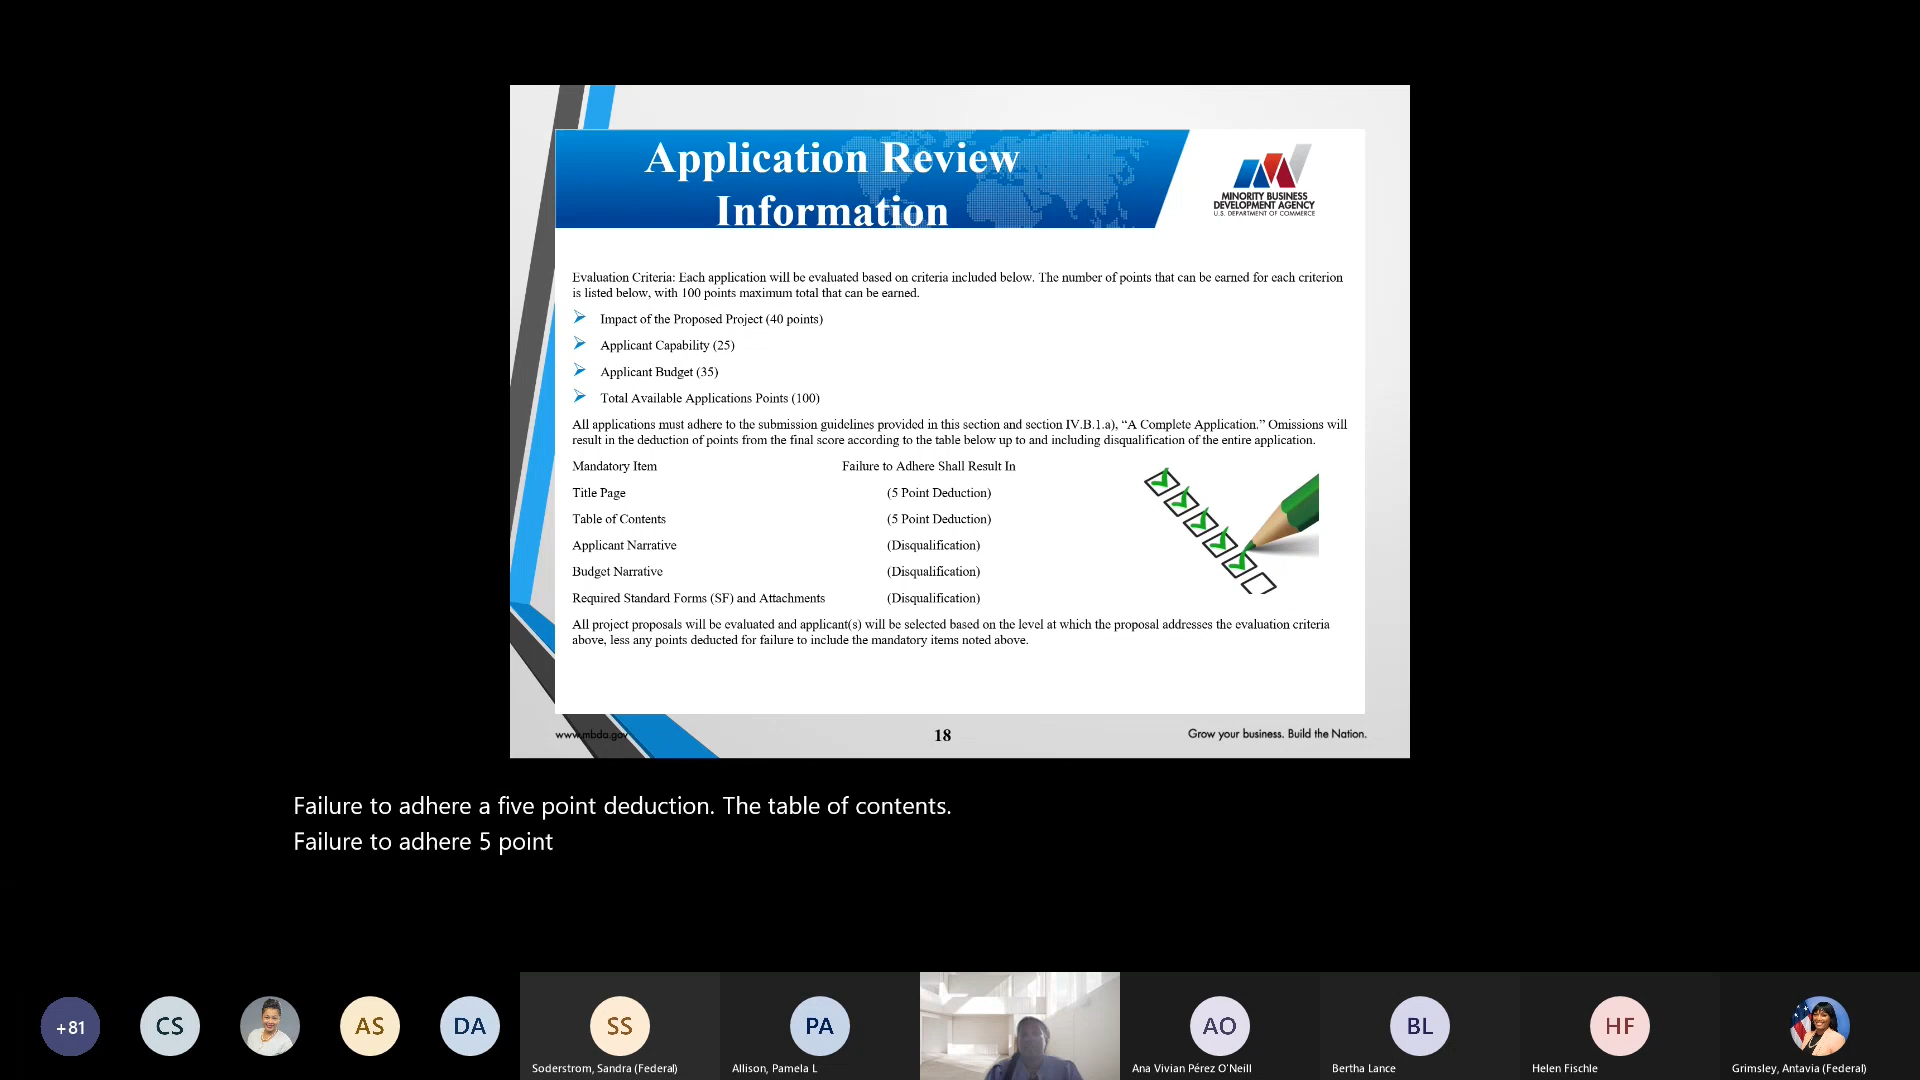 Application Review
Information
MINORITY BUSINESS
DEVELOPMENT AGENCY
U.S. DEPARTMENT OF COMMERCE
Evaluation Criteria: Each application will be evaluated based on criteria included below. The number of points that can be earned for each criterion
is listed below, with 100 points maximum total that can be earned.
Impact of the Proposed Project (40 points)
Applicant Capability (25)
Applicant Budget (35)
Total Available Applications Points (100)
All applications must adhere to the submission guidelines provided in this section and section IV.B.1.a), “A Complete Application.” Omissions will
result in the deduction of points from the final score according to the table below up to and including disqualification of the entire application.
Mandatory Item Failure to Adhere Shall Result In
Title Page (5 Point Deduction)
Table of Contents (5 Point Deduction)
Applicant Narrative (Disqualification)
Budget Narrative (Disqualification)
Required Standard Forms (SF) and Attachments (Disqualification)
All project proposals will be evaluated and applicant(s) will be selected based on the level at which the proposal addresses the evaluation criteria
above, less any points deducted for failure to include the mandatory items noted above.
www.mbda.gov 18 Grow your business. Build the Nation.
Failure to adhere a five point deduction. The table of contents.
Failure to adhere 5 point
+81 CS AS DA SS PA AO BL HF
Soderstrom, Sandra (Federal) Allison, Pamela L Ana Vivian Pérez O'Neill Bertha Lance Helen Fischle Grimsley, Antavia (Federal)